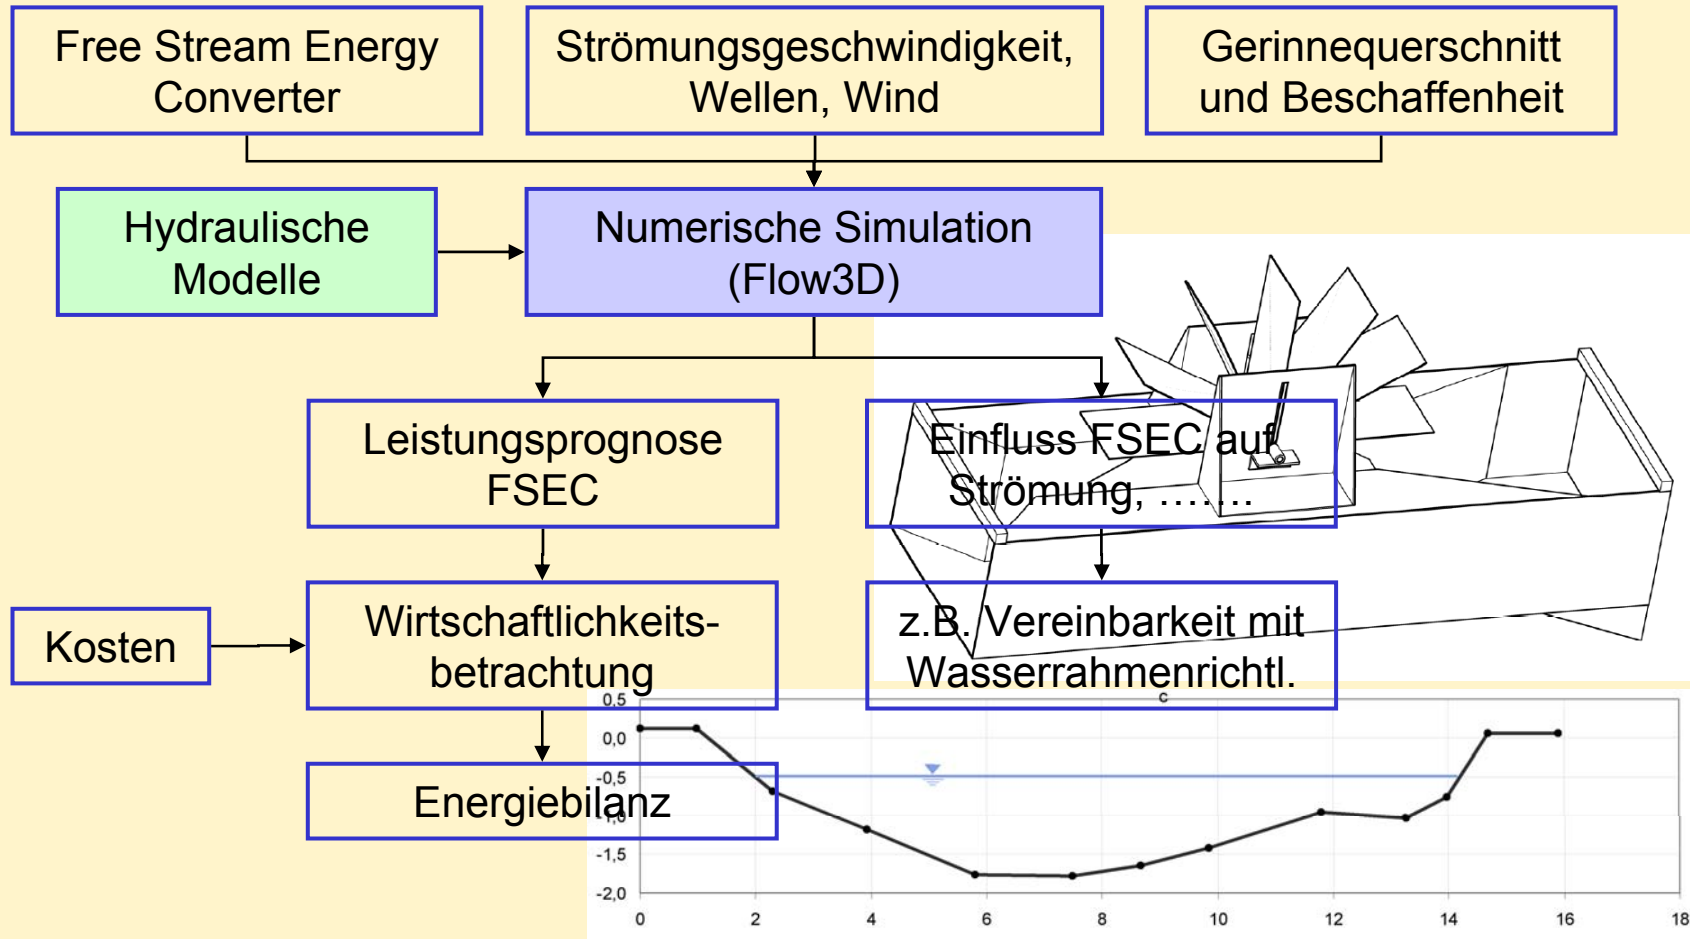 Free Stream Energy
Converter
Strömungsgeschwindigkeit,
Wellen, Wind
Gerinnequerschnitt
und Beschaffenheit
Hydraulische
Modelle
Numerische Simulation
(Flow3D)
Leistungsprognose
FSEC
Einfluss FSEC auf
Strömung, …....
Kosten
Wirtschaftlichkeits-
betrachtung
z.B. Vereinbarkeit mit
Wasserrahmenrichtl.
Energiebilanz
c
0,5
0,0
-0,5
-1,0
-1,5
-2,0
0 2 4 6 8 10 12 14 16 18